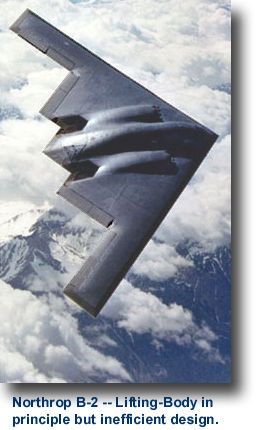 Northrop B-2 -- Lifting-Body in
principle but inefficient design.